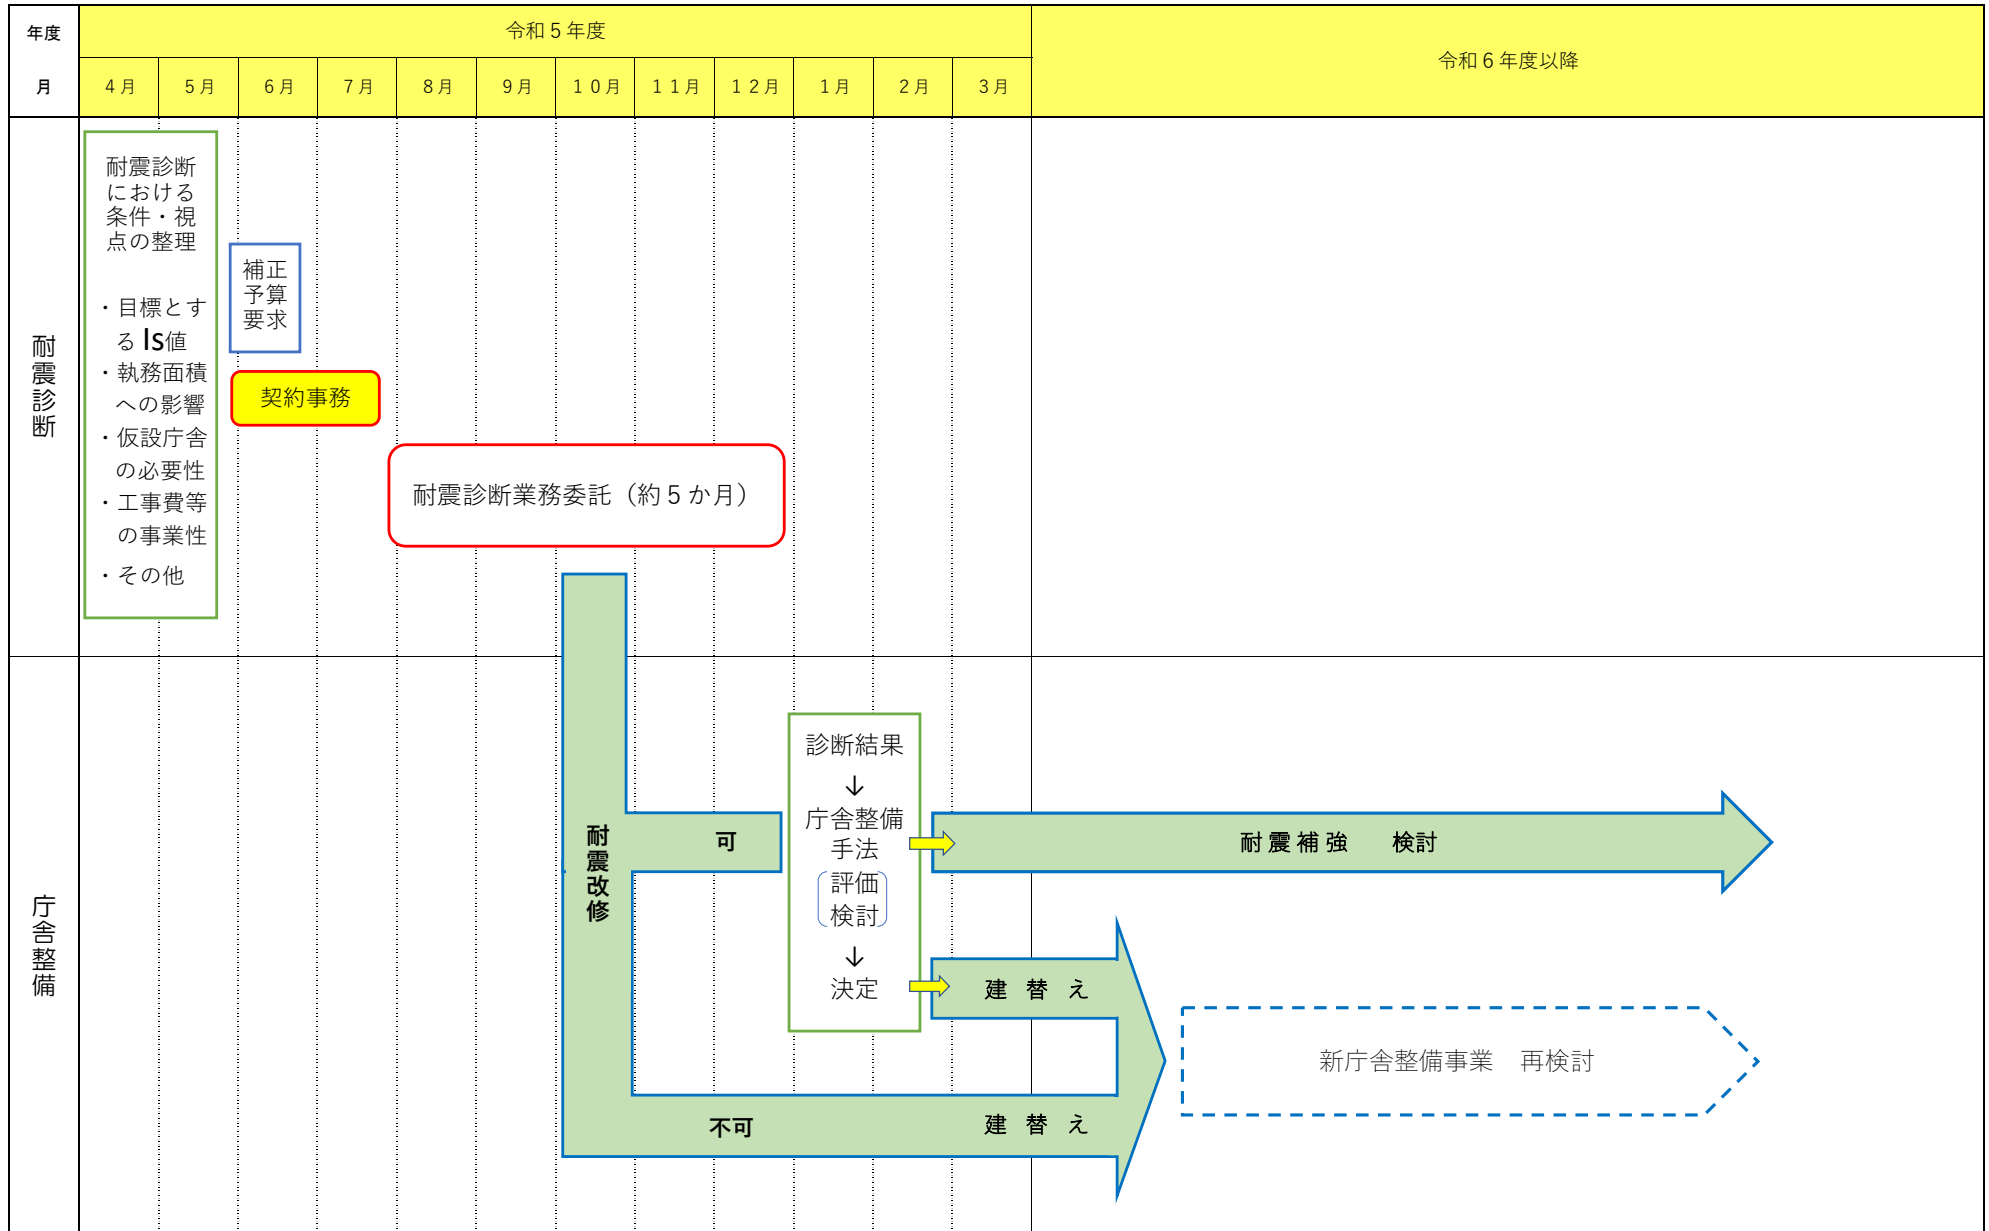 年度
令和５年度
令和６年度以降
月
４月
５月
６月
７月
８月
９月
１０月
１１月
１２月
１月
２月
３月
耐震診断
耐震診断
における
条件・視
点の整理
・目標とす
る Is値
・執務面積
への影響
・仮設庁舎
の必要性
・工事費等
の事業性
・その他
補正
予算
要求
契約事務
耐震診断業務委託（約５か月）
庁舎整備
耐震改修
可
不可
診断結果
↓
庁舎整備
手法
評価
検討
↓
決定
耐震補強　検討
建替え
建替え
新庁舎整備事業　再検討